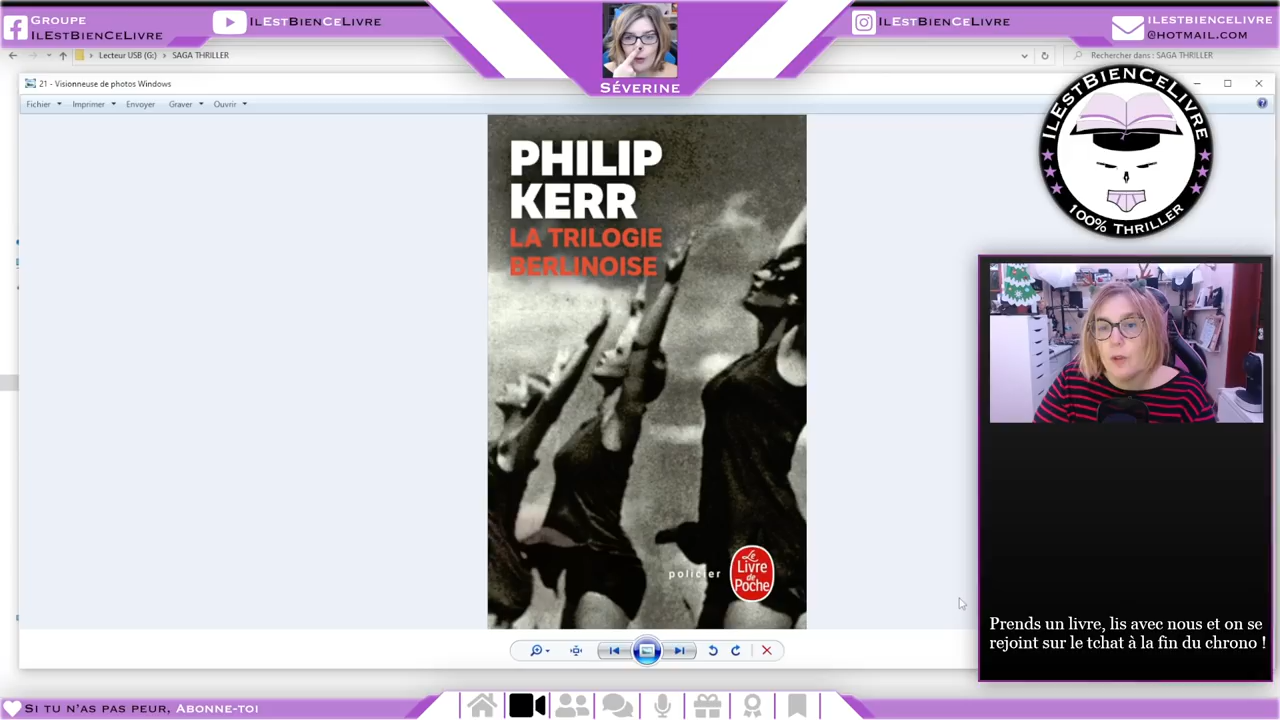 Groupe
IlEstBienCeLivre
IlEstBienCeLivre
Séverine
IlEstBienCeLivre
ilestbiencelivre
@hotmail.com
Lecteur USB (G:) > SAGA THRILLER
Rechercher dans : SAGA THRILLER
21 - Visionneuse de photos Windows
Fichier Imprimer Envoyer Graver Ouvrir
IlEstBienCeLivre
100% Thriller
PHILIP
KERR
LA TRILOGIE
BERLINOISE
policier
Le
Livre
de
Poche
Prends un livre, lis avec nous et on se
rejoint sur le tchat à la fin du chrono !
Si tu n'as pas peur, Abonne-toi